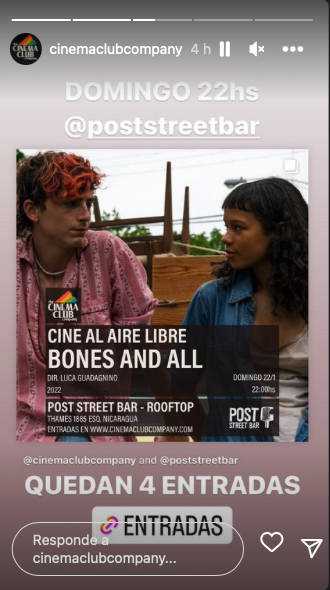 cinemaclubcompany 4 h
DOMINGO 22hs
@poststreetbar
the
CINEMA
CLUB
company
CINE AL AIRE LIBRE
BONES AND ALL
DIR. LUCA GUADAGNINO
DOMINGO 22/1
2022
22:00hs
POST STREET BAR - ROOFTOP
THAMES 1885 ESQ. NICARAGUA
ENTRADAS EN WWW.CINEMACLUBCOMPANY.COM
POST
STREET BAR
@cinemaclubcompany and @poststreetbar
QUEDAN 4 ENTRADAS
ENTRADAS
Responde a
cinemaclubcompany...